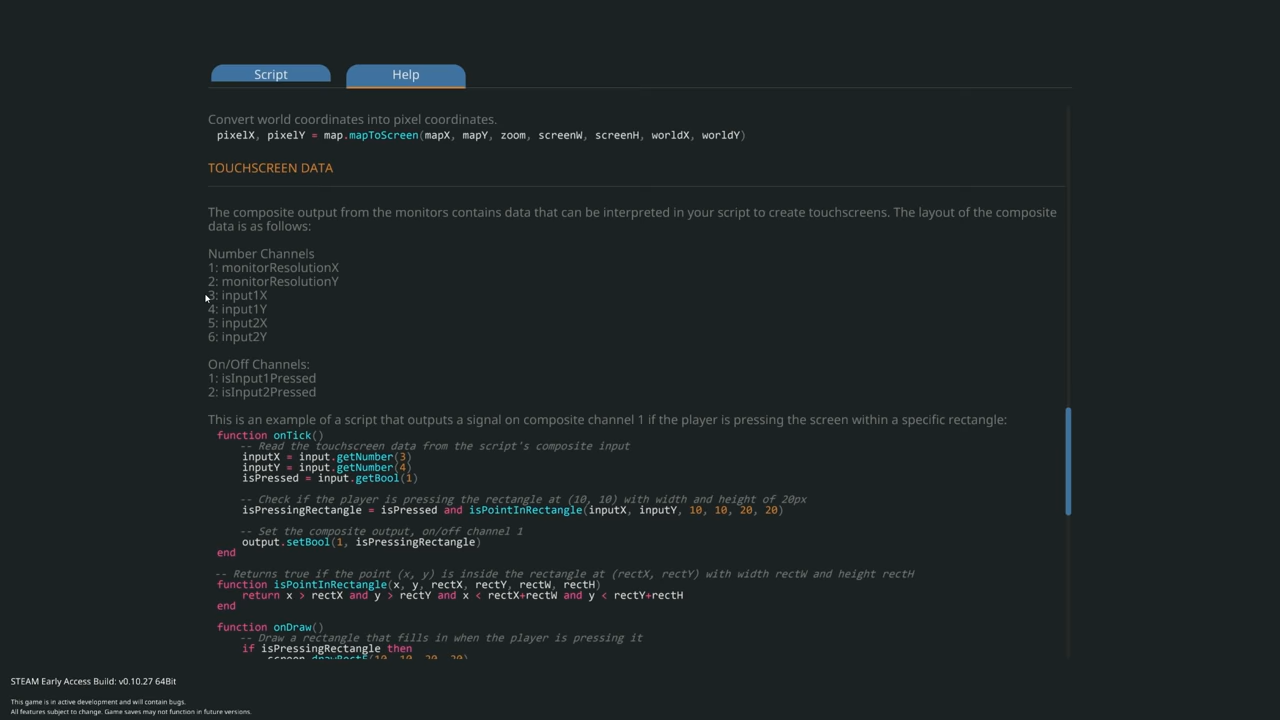 Script
Help
Convert world coordinates into pixel coordinates.
pixelX, pixelY = map.mapToScreen(mapX, mapY, zoom, screenW, screenH, worldX, worldY)
TOUCHSCREEN DATA
The composite output from the monitors contains data that can be interpreted in your script to create touchscreens. The layout of the composite
data is as follows:
Number Channels
1: monitorResolutionX
2: monitorResolutionY
3: input1X
4: input1Y
5: input2X
6: input2Y
On/Off Channels:
1: isInput1Pressed
2: isInput2Pressed
This is an example of a script that outputs a signal on composite channel 1 if the player is pressing the screen within a specific rectangle:
function onTick()
-- Read the touchscreen data from the script's composite input
inputX = input.getNumber(3)
inputY = input.getNumber(4)
isPressed = input.getBool(1)
-- Check if the player is pressing the rectangle at (10, 10) with width and height of 20px
isPressingRectangle = isPressed and isPointInRectangle(inputX, inputY, 10, 10, 20, 20)
-- Set the composite output, on/off channel 1
output.setBool(1, isPressingRectangle)
end
-- Returns true if the point (x, y) is inside the rectangle at (rectX, rectY) with width rectW and height rectH
function isPointInRectangle(x, y, rectX, rectY, rectW, rectH)
return x > rectX and y > rectY and x < rectX+rectW and y < rectY+rectH
end
function onDraw()
-- Draw a rectangle that fills in when the player is pressing it
if isPressingRectangle then
screen.drawRectF(10, 10, 20, 20)
STEAM Early Access Build: v0.10.27 64Bit
This game is in active development and will contain bugs.
All features subject to change. Game saves may not function in future versions.